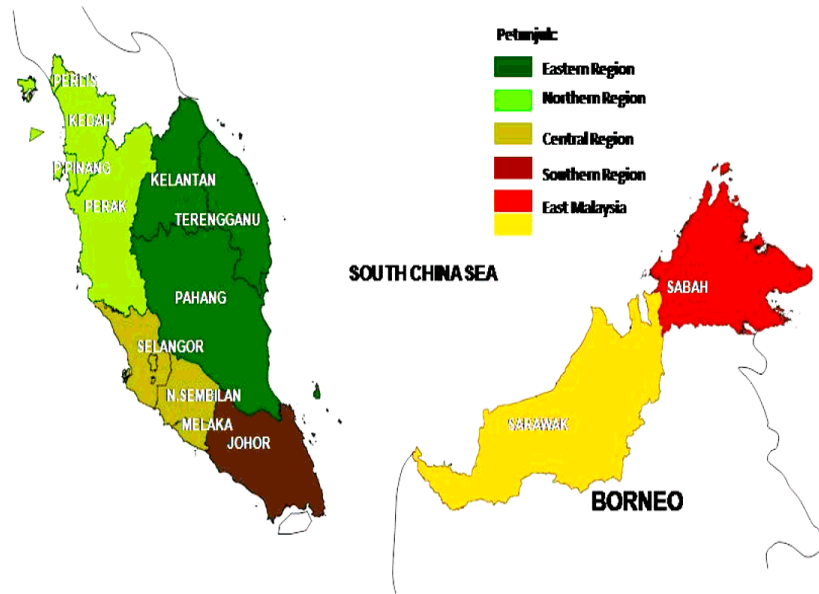 Petunjuk:
Eastern Region
Northern Region
Central Region
Southern Region
East Malaysia
PERLIS
KEDAH
P.PINANG
PERAK
KELANTAN
TERENGGANU
PAHANG
SELANGOR
N.SEMBILAN
MELAKA
JOHOR
SOUTH CHINA SEA
SABAH
SARAWAK
BORNEO